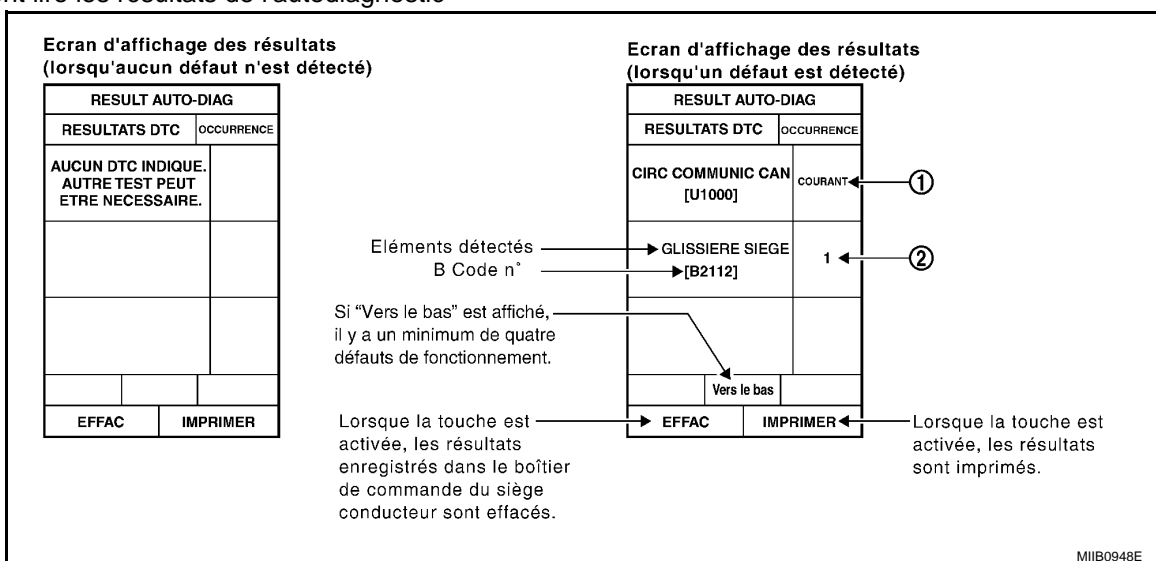 nt lire les résultats de l'autodiagnostic
Ecran d'affichage des résultats
(lorsqu'aucun défaut n'est détecté)
RESULT AUTO-DIAG
RESULTATS DTC OCCURRENCE
AUCUN DTC INDIQUE.
AUTRE TEST PEUT
ETRE NECESSAIRE.
EFFAC IMPRIMER
Ecran d'affichage des résultats
(lorsqu'un défaut est détecté)
RESULT AUTO-DIAG
RESULTATS DTC OCCURRENCE
CIRC COMMUNIC CAN COURANT ①
[U1000]
Eléments détectés GLISSIERE SIEGE 1 ②
B Code n° [B2112]
Si “Vers le bas” est affiché,
il y a un minimum de quatre
défauts de fonctionnement.
Vers le bas
EFFAC IMPRIMER
Lorsque la touche est
activée, les résultats
enregistrés dans le boîtier
de commande du siège
conducteur sont effacés.
Lorsque la touche est
activée, les résultats
sont imprimés.
MIIB0948E